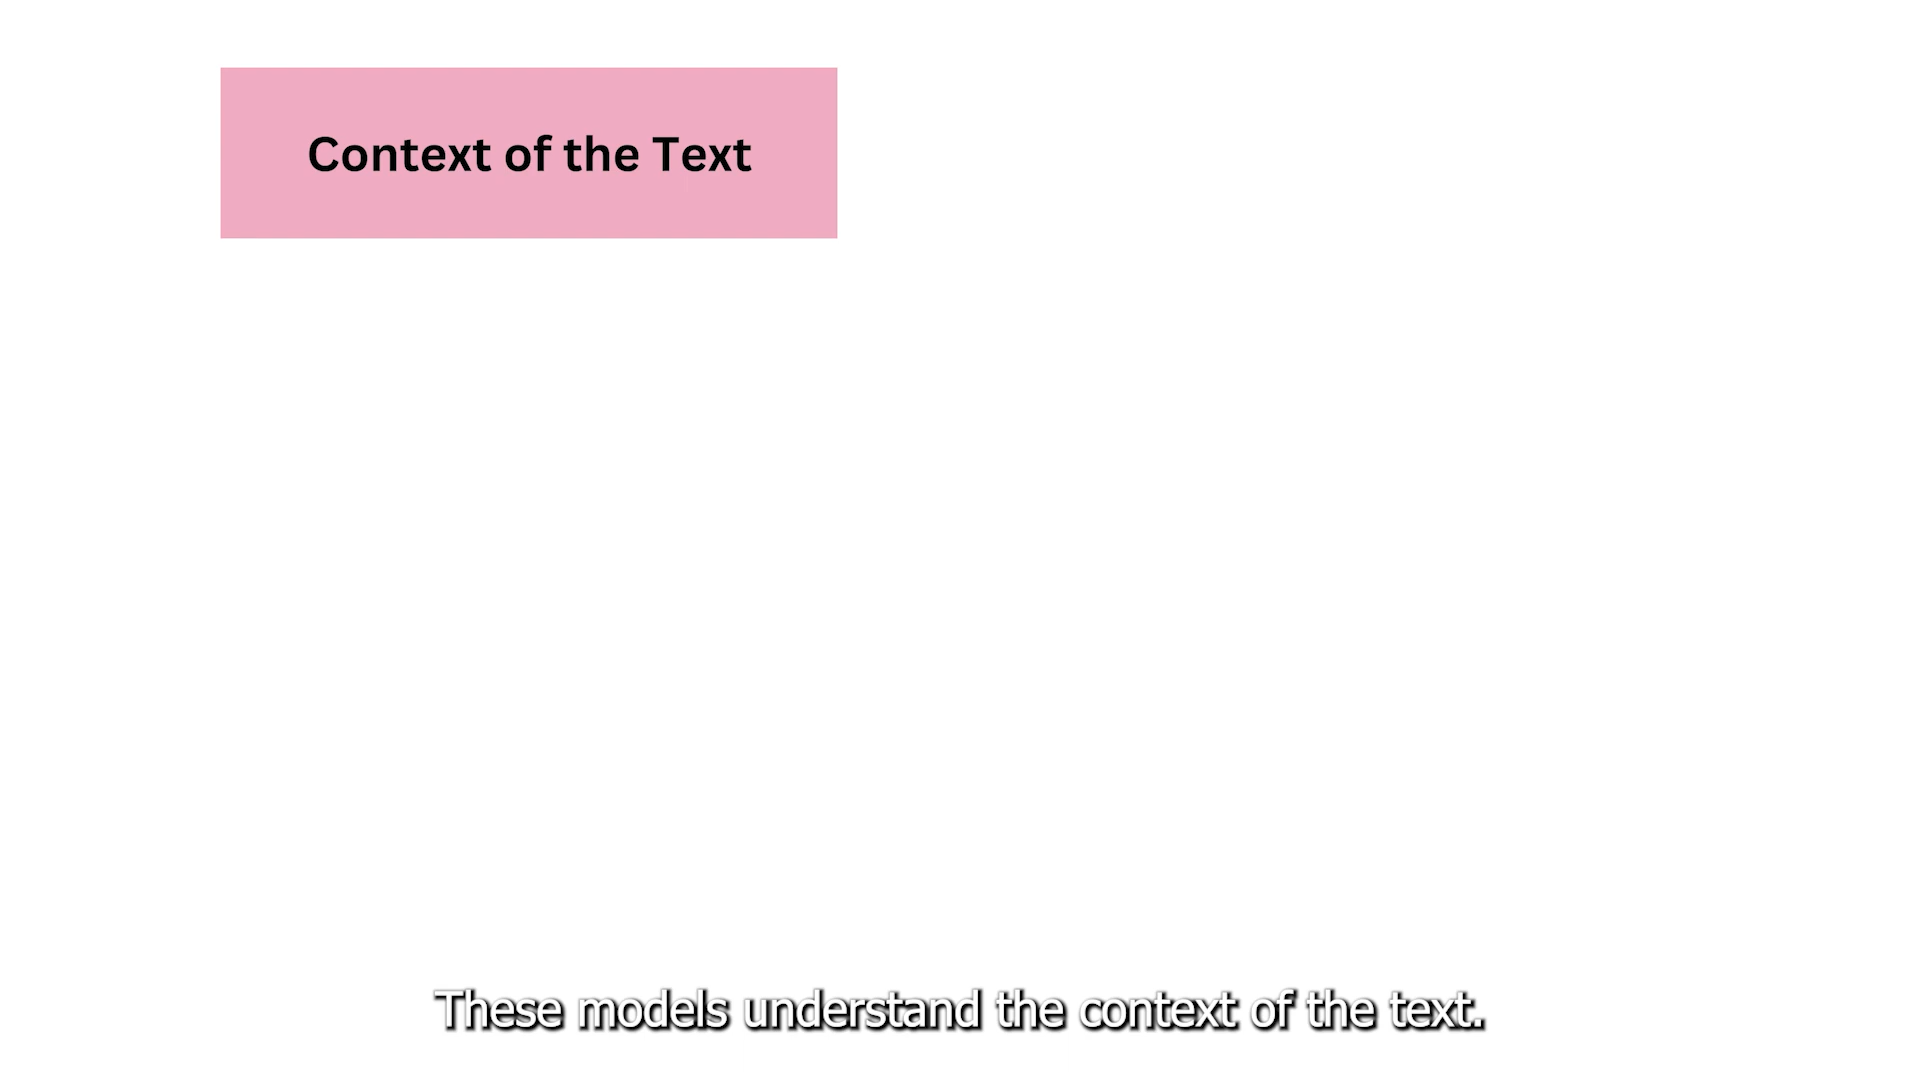 Context of the Text
These models understand the context of the text.